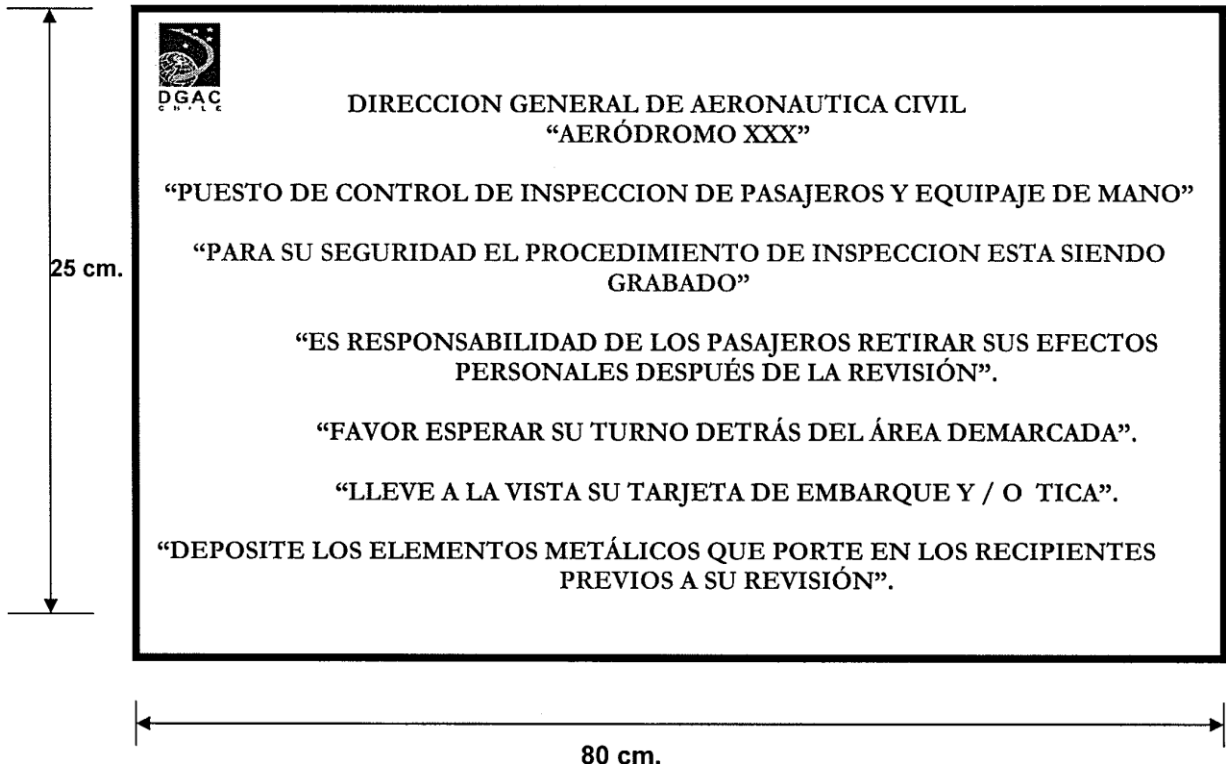 DGAC
CHILE
DIRECCION GENERAL DE AERONAUTICA CIVIL
“AERÓDROMO XXX”
“PUESTO DE CONTROL DE INSPECCION DE PASAJEROS Y EQUIPAJE DE MANO”
“PARA SU SEGURIDAD EL PROCEDIMIENTO DE INSPECCION ESTA SIENDO
GRABADO”
25 cm.
“ES RESPONSABILIDAD DE LOS PASAJEROS RETIRAR SUS EFECTOS
PERSONALES DESPUÉS DE LA REVISIÓN”.
“FAVOR ESPERAR SU TURNO DETRÁS DEL ÁREA DEMARCADA”.
“LLEVE A LA VISTA SU TARJETA DE EMBARQUE Y / O TICA”.
“DEPOSITE LOS ELEMENTOS METÁLICOS QUE PORTE EN LOS RECIPIENTES
PREVIOS A SU REVISIÓN”.
80 cm.